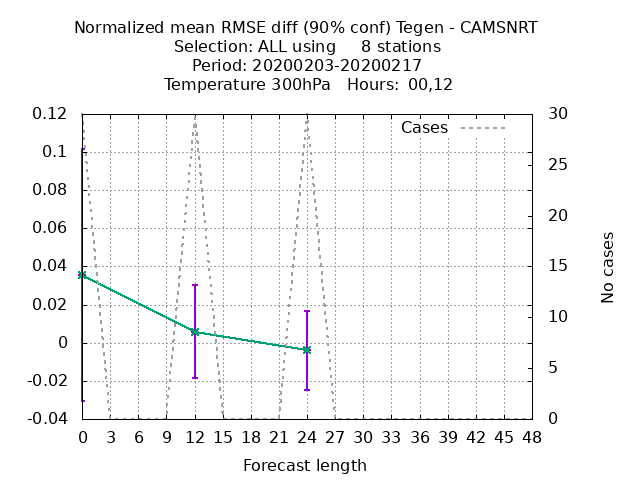 Normalized mean RMSE diff (90% conf) Tegen - CAMSNRT
Selection: ALL using     8 stations
Period: 20200203-20200217
Temperature 300hPa   Hours:  00,12
Cases
0.12
0.1
0.08
0.06
0.04
0.02
0
-0.02
-0.04
30
25
20
15
10
5
0
No cases
0 3 6 9 12 15 18 21 24 27 30 33 36 39 42 45 48
Forecast length